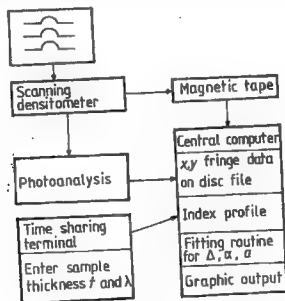 Scanning
densitometer
Magnetic tape
Photoanalysis
Central computer
x,y fringe data
on disc file
Index profile
Fitting routine
for Δ, α, a
Graphic output
Time sharing
terminal
Enter sample
thickness t and λ